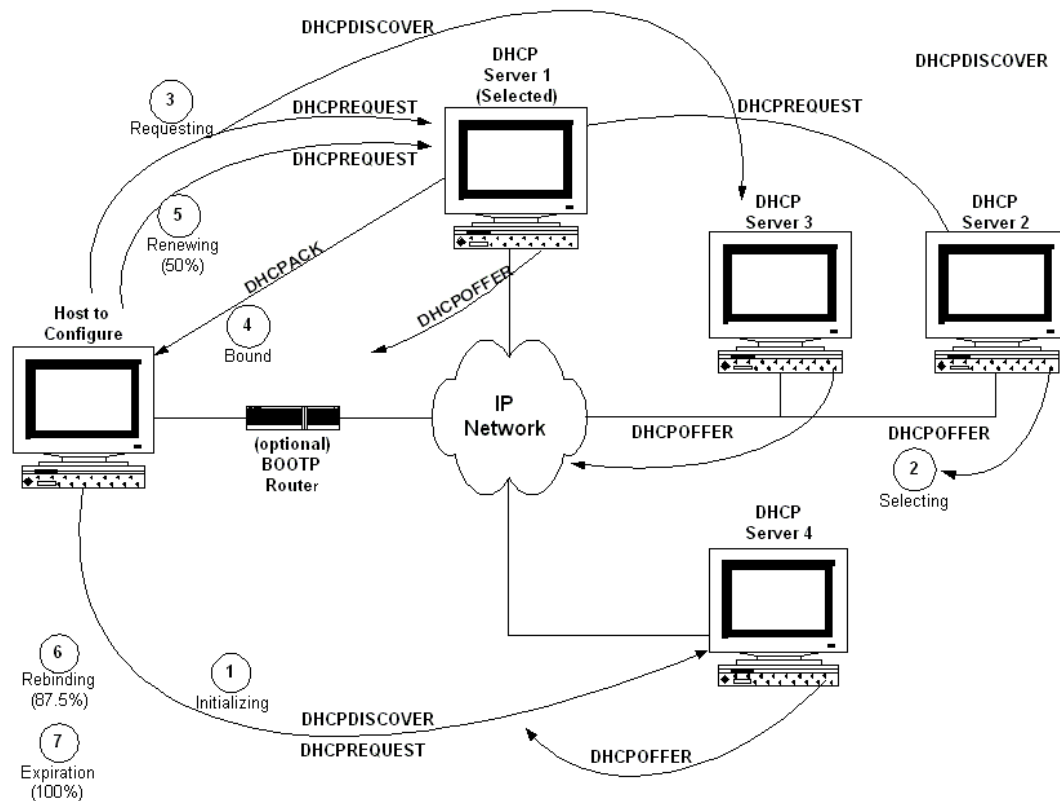 DHCPDISCOVER
DHCP
Server 1
(Selected)
DHCPDISCOVER
3
Requesting
DHCPREQUEST
DHCPREQUEST
DHCPREQUEST
5
Renewing
(50%)
DHCP
Server 3
DHCP
Server 2
DHCPACK
DHCPOFFER
Host to
Configure
4
Bound
IP
Network
(optional)
BOOTP
Router
DHCPOFFER
DHCPOFFER
2
Selecting
DHCP
Server 4
6
Rebinding
(87.5%)
1
Initializing
DHCPDISCOVER
DHCPREQUEST
DHCPOFFER
7
Expiration
(100%)